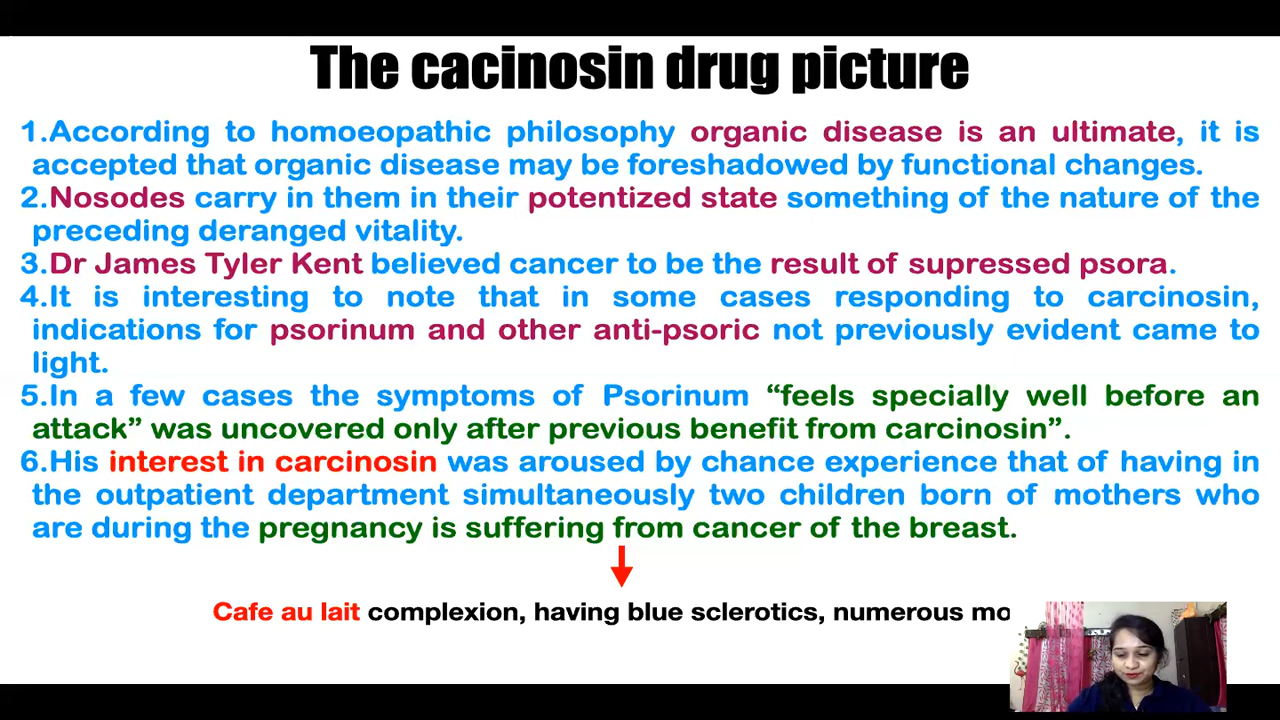 The cacinosin drug picture
1.According to homoeopathic philosophy organic disease is an ultimate, it is
accepted that organic disease may be foreshadowed by functional changes.
2.Nosodes carry in them in their potentized state something of the nature of the
preceding deranged vitality.
3.Dr James Tyler Kent believed cancer to be the result of supressed psora.
4.It is interesting to note that in some cases responding to carcinosin,
indications for psorinum and other anti-psoric not previously evident came to
light.
5.In a few cases the symptoms of Psorinum “feels specially well before an
attack” was uncovered only after previous benefit from carcinosin”.
6.His interest in carcinosin was aroused by chance experience that of having in
the outpatient department simultaneously two children born of mothers who
are during the pregnancy is suffering from cancer of the breast.
Cafe au lait complexion, having blue sclerotics, numerous